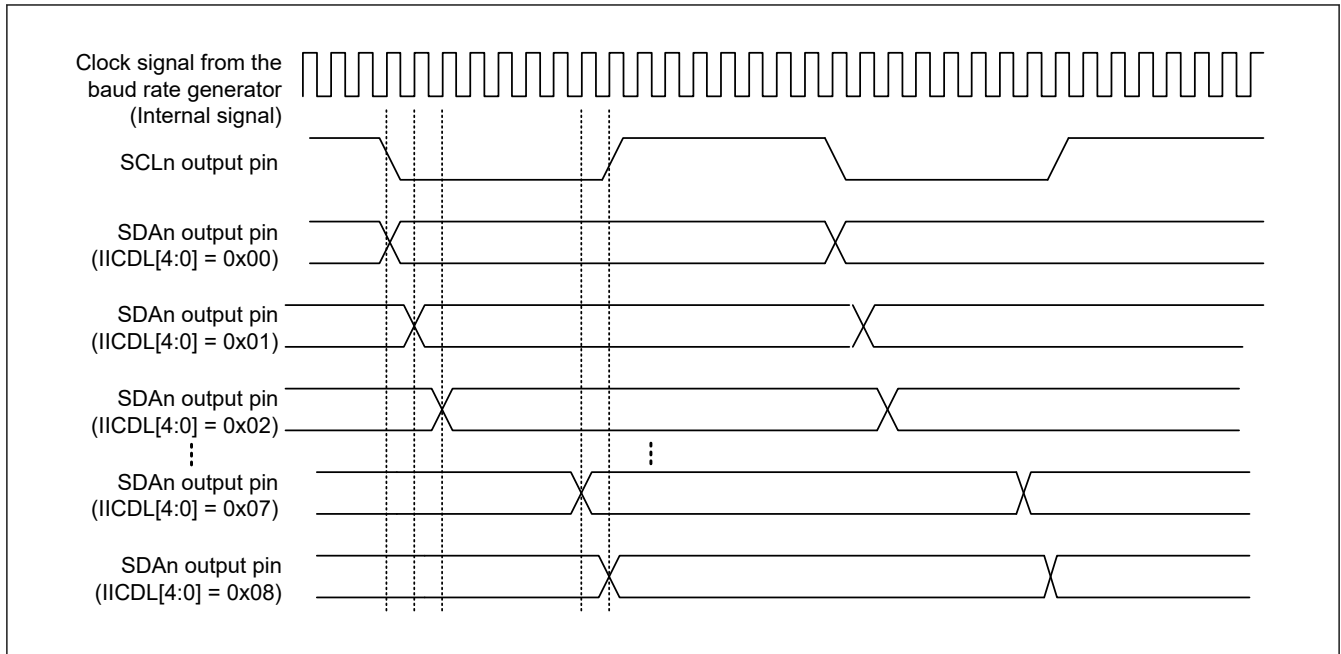 Clock signal from the
baud rate generator
(Internal signal)
SCLn output pin
SDAn output pin
(IICDL[4:0] = 0x00)
SDAn output pin
(IICDL[4:0] = 0x01)
SDAn output pin
(IICDL[4:0] = 0x02)
SDAn output pin
(IICDL[4:0] = 0x07)
SDAn output pin
(IICDL[4:0] = 0x08)